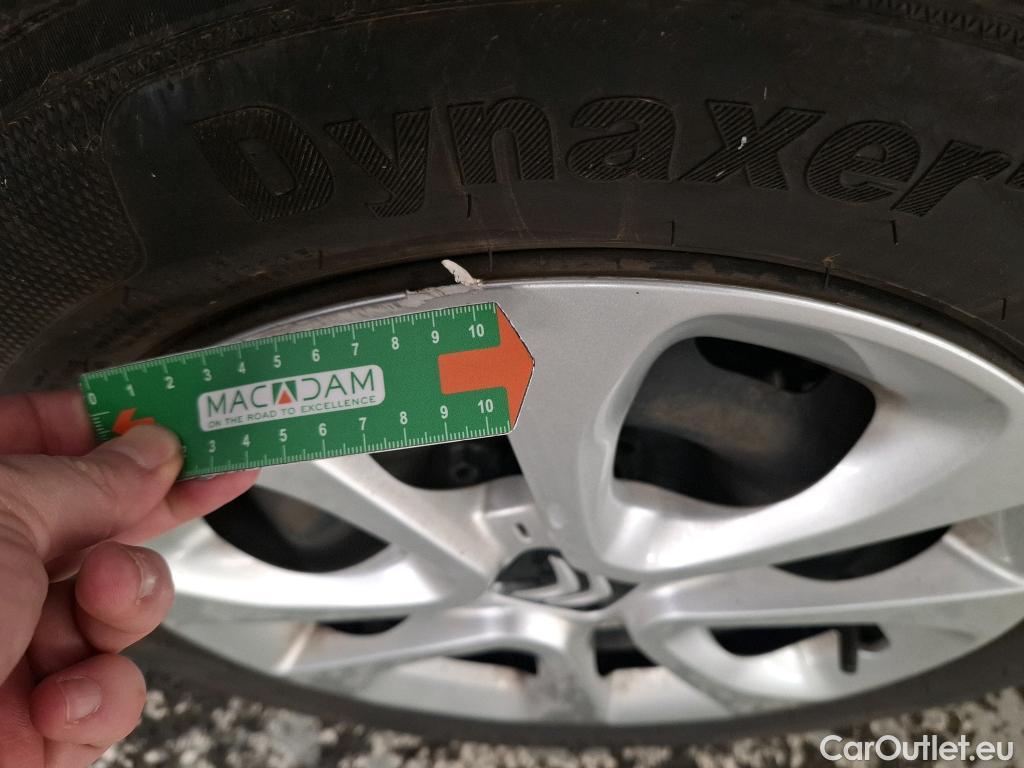 Dynaxer
0 1 2 3 4 5 6 7 8 9 10
MACADAM
ON THE ROAD TO EXCELLENCE
3 4 5 6 7 8 9 10
CarOutlet.eu